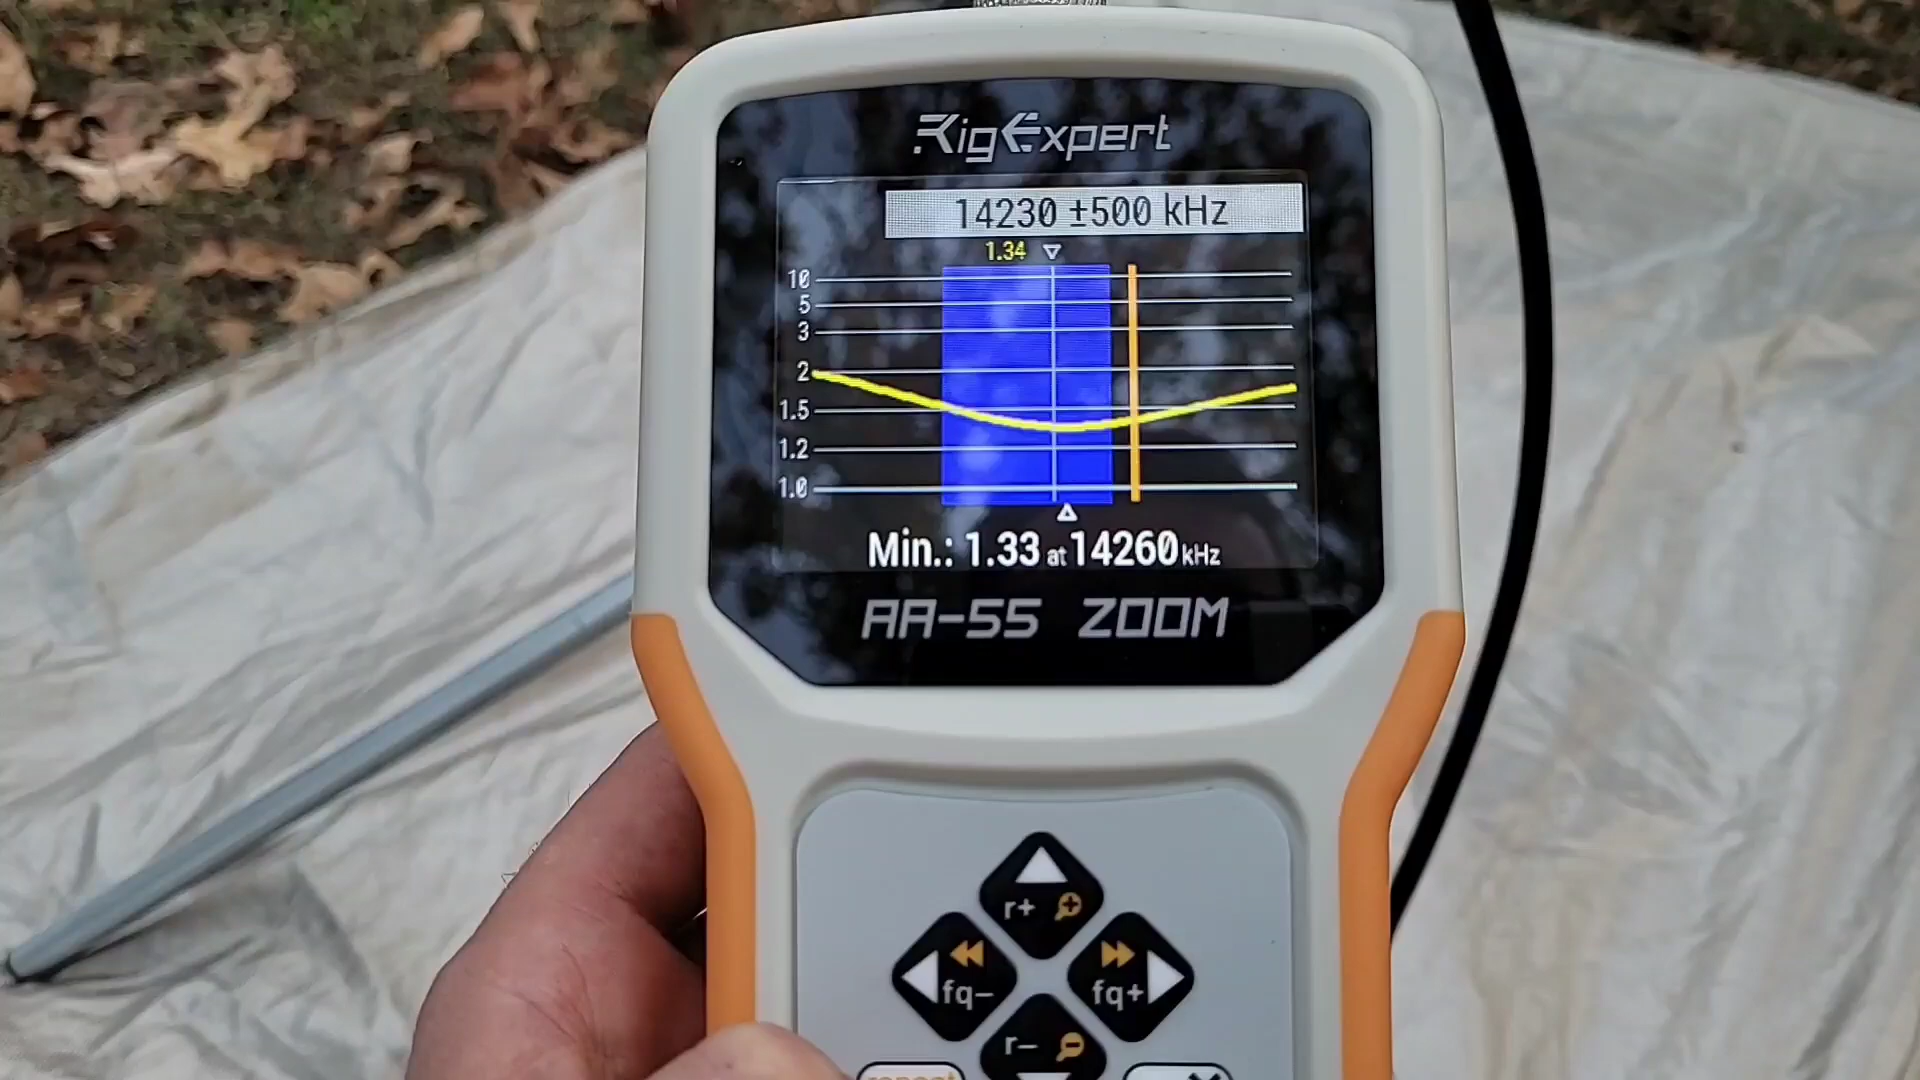 RigExpert
14230 ±500 kHz
1.34
10
5
3
2
1.5
1.2
1.0
Min.: 1.33 at 14260 kHz
AA-55 ZOOM
r+
fq-
fq+
r-